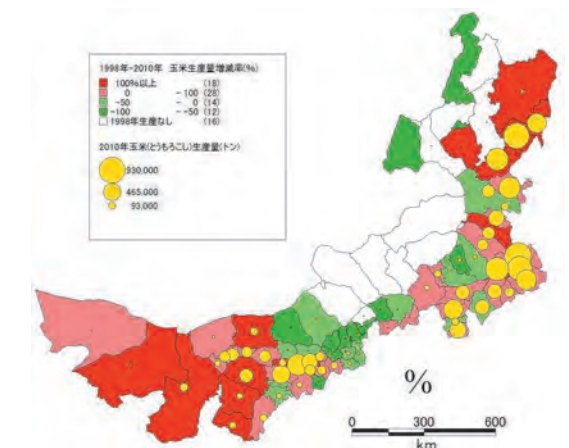 1998年-2010年 玉米生産量増減率(%)
100%以上 (18)
0 - 100 (28)
-50 - 0 (14)
-100 - -50 (12)
1998年生産なし (16)
2010年玉米(とうもろこし)生産量(トン)
930,000
465,000
93,000
%
0 300 600
km